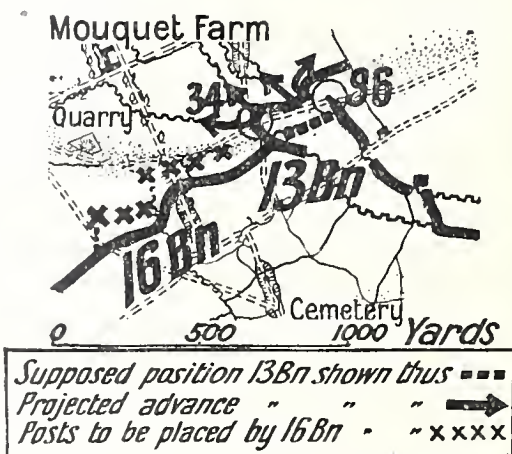 Mouquet Farm
34
36
Quarry
13Bn
16Bn
Cemetery
0 500 1000 Yards
Supposed position 13Bn shown thus
Projected advance " " "
Posts to be placed by 16Bn " " xxxx